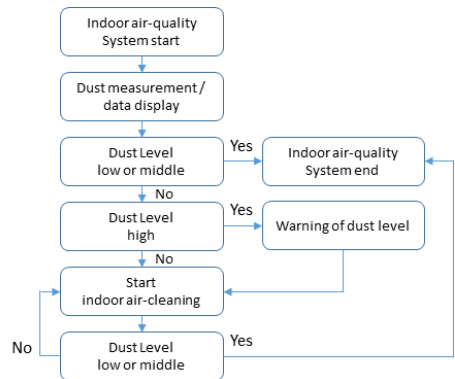 Indoor air-quality
System start
Dust measurement /
data display
Dust Level
low or middle
Yes
Indoor air-quality
System end
No
Dust Level
high
Yes
Warning of dust level
No
Start
indoor air-cleaning
No
Dust Level
low or middle
Yes